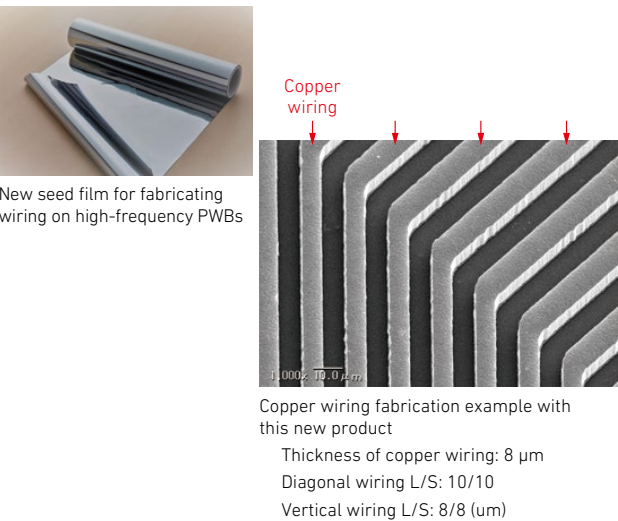 New seed film for fabricating
wiring on high-frequency PWBs
Copper
wiring
1,000x 10.0μm
Copper wiring fabrication example with
this new product
Thickness of copper wiring: 8 μm
Diagonal wiring L/S: 10/10
Vertical wiring L/S: 8/8 (um)